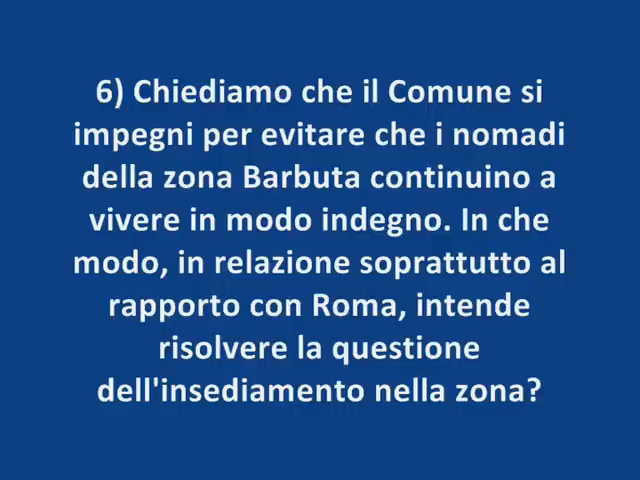 6) Chiediamo che il Comune si
impegni per evitare che i nomadi
della zona Barbuta continuino a
vivere in modo indegno. In che
modo, in relazione soprattutto al
rapporto con Roma, intende
risolvere la questione
dell'insediamento nella zona?